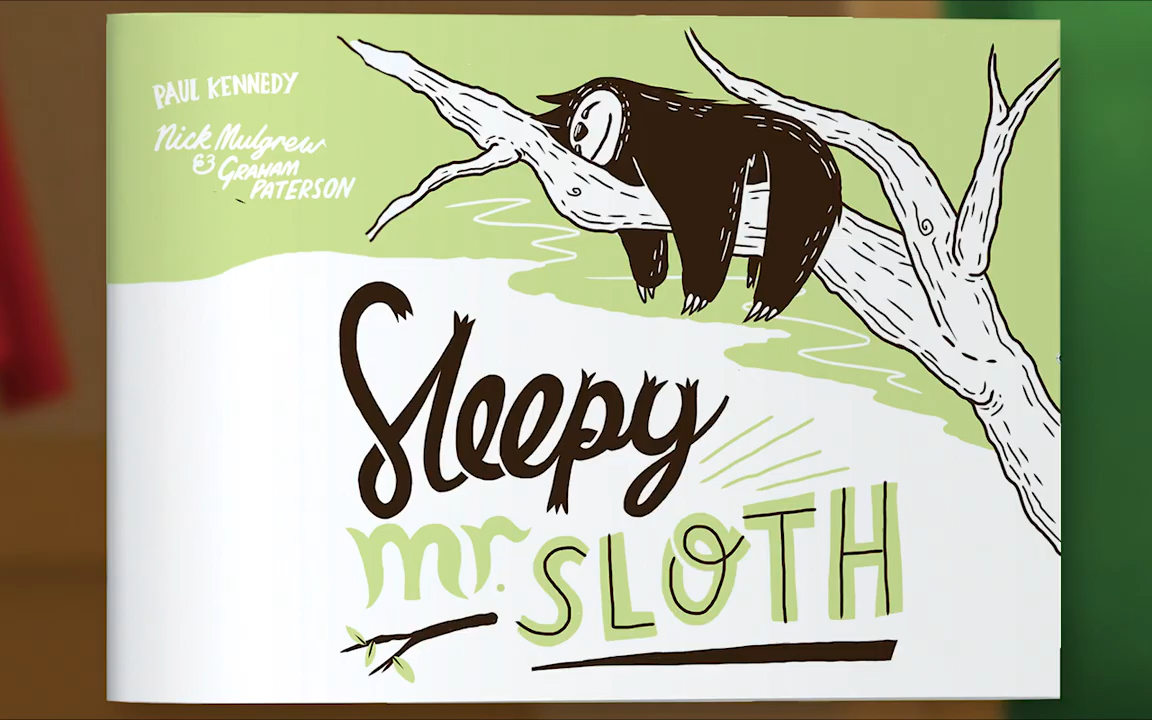 PAUL KENNEDY
Nick Mulgrew
& GRAHAM
PATERSON
Sleepy
mr. SLOTH